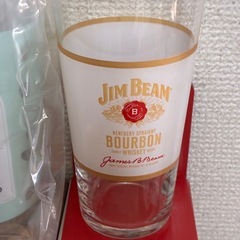 JIM BEAM
KENTUCKY STRAIGHT
BOURBON
WHISKEY
James B. Beam